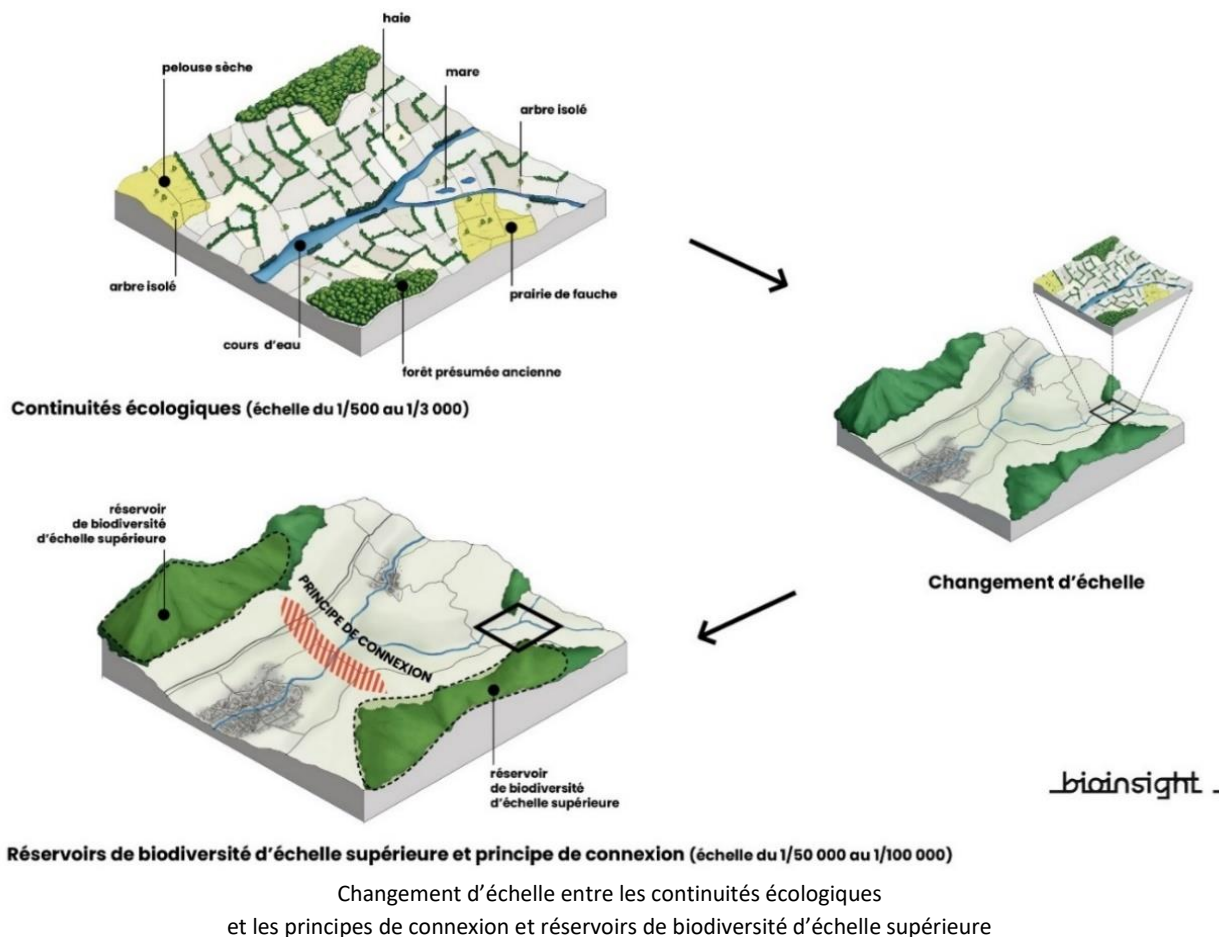 haie
pelouse sèche
mare
arbre isolé
arbre isolé
prairie de fauche
cours d'eau
forêt présumée ancienne
Continuités écologiques (échelle du 1/500 au 1/3 000)
Changement d'échelle
réservoir
de biodiversité
d'échelle supérieure
PRINCIPE DE CONNEXION
réservoir
de biodiversité
d'échelle supérieure
bioinsight
Réservoirs de biodiversité d'échelle supérieure et principe de connexion (échelle du 1/50 000 au 1/100 000)
Changement d'échelle entre les continuités écologiques
et les principes de connexion et réservoirs de biodiversité d'échelle supérieure